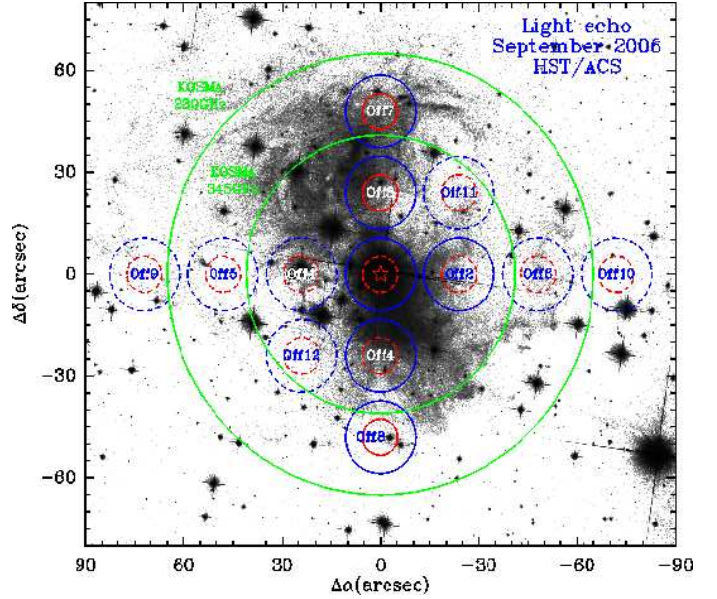 Light echo
September 2006
HST/ACS
KOSMA
230GHz
KOSMA
345GHz
Off7
Off3
Off11
Off9
Off5
Off1
Off2
Off6
Off10
Off12
Off4
Off8
60
30
0
−30
−60
Δδ(arcsec)
90
60
30
0
−30
−60
−90
Δα(arcsec)